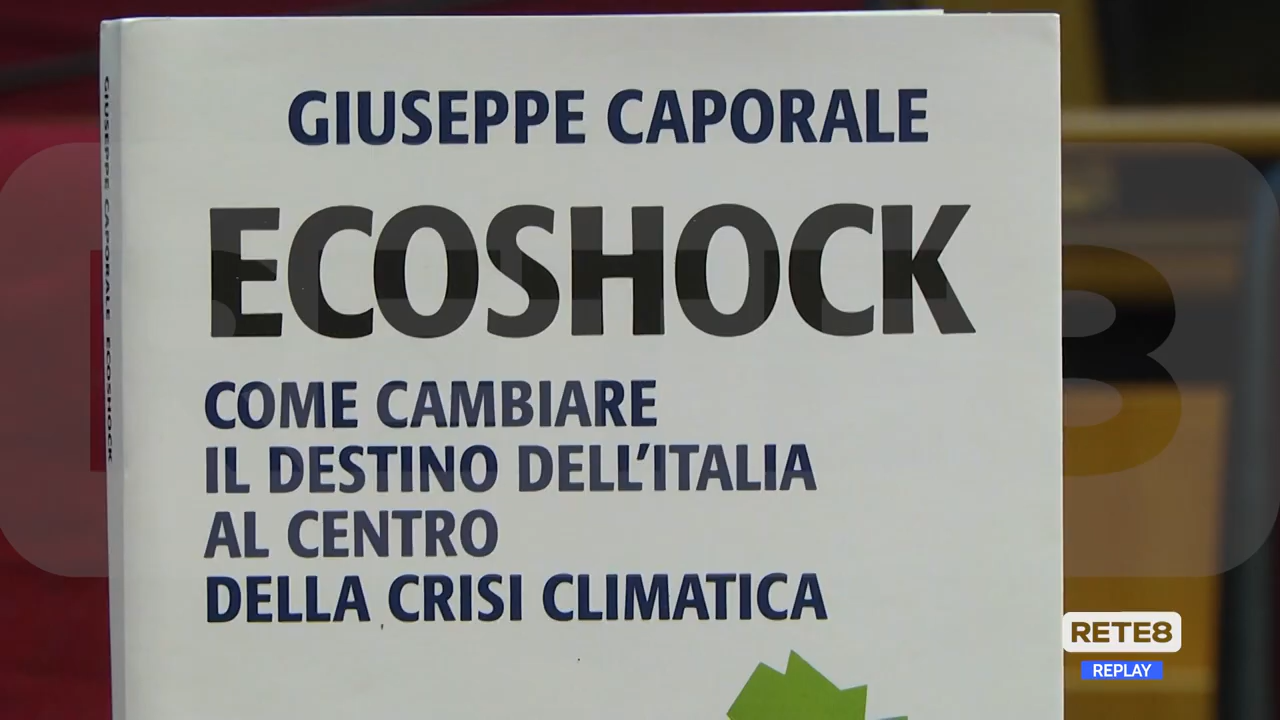 GIUSEPPE CAPORALE
ECOSHOCK
COME CAMBIARE
IL DESTINO DELL'ITALIA
AL CENTRO
DELLA CRISI CLIMATICA
GIUSEPPE CAPORALE ECOSHOCK
RETE8
REPLAY